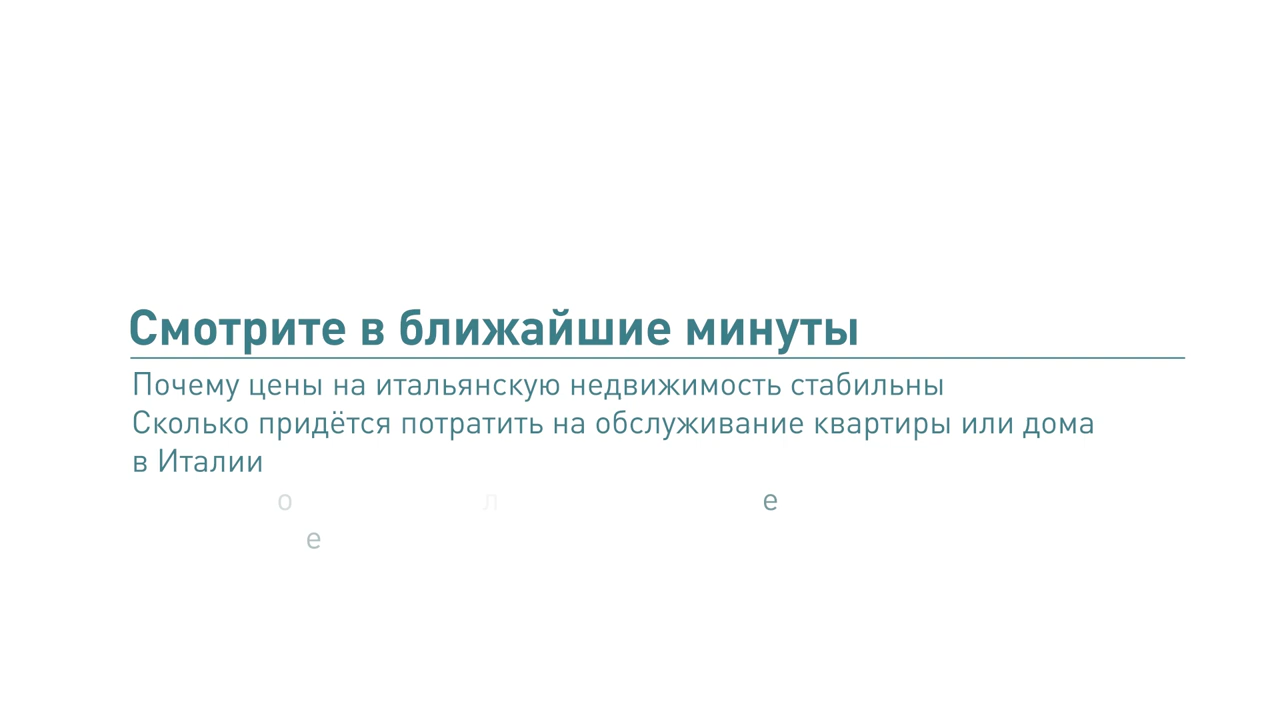 Смотрите в ближайшие минуты
Почему цены на итальянскую недвижимость стабильны
Сколько придётся потратить на обслуживание квартиры или дома
в Италии